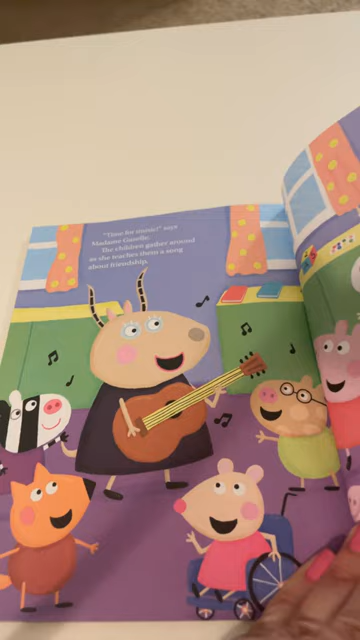 "Time for music!" says
Madame Gazelle.
The children gather around
as she teaches them a song
about friendship.